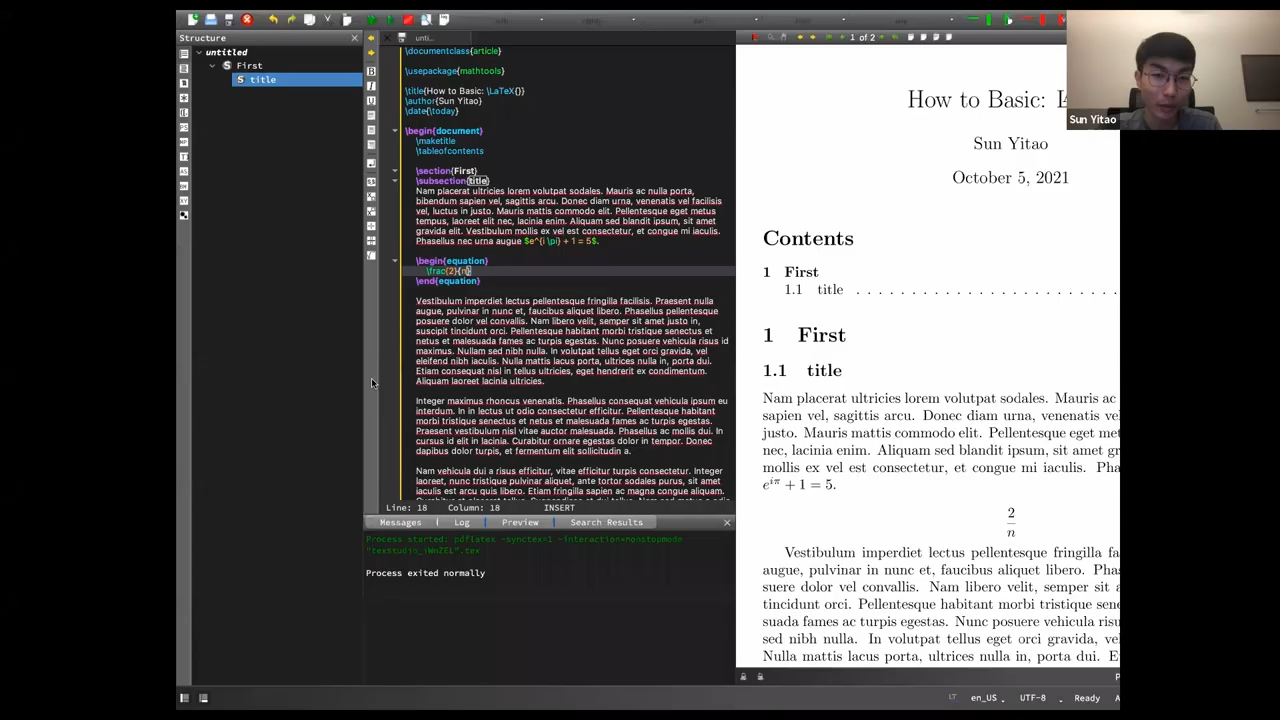 Structure
untitled
First
title
unti...
\documentclass{article}
\usepackage{mathtools}
\title{How to Basic: \LaTeX{}}
\author{Sun Yitao}
\date{\today}
\begin{document}
\maketitle
\tableofcontents
\section{First}
\subsection{title}
Nam placerat ultricies lorem volutpat sodales. Mauris ac nulla porta,
bibendum sapien vel, sagittis arcu. Donec diam urna, venenatis vel facilisis
vel, luctus in justo. Mauris mattis commodo elit. Pellentesque eget metus
tempus, laoreet elit nec, lacinia enim. Aliquam sed blandit ipsum, sit amet
gravida elit. Vestibulum mollis ex vel est consectetur, et congue mi iaculis.
Phasellus nec urna augue $e^{i \pi} + 1 = 5$.
\begin{equation}
\frac{2}{n}
\end{equation}
Vestibulum imperdiet lectus pellentesque fringilla facilisis. Praesent nulla
augue, pulvinar in nunc et, faucibus aliquet libero. Phasellus pellentesque
posuere dolor vel convallis. Nam libero velit, semper sit amet justo in,
suscipit tincidunt orci. Pellentesque habitant morbi tristique senectus et
netus et malesuada fames ac turpis egestas. Nunc posuere vehicula risus id
maximus. Nullam sed nibh nulla. In volutpat tellus eget orci gravida, vel
eleifend nibh iaculis. Nulla mattis lacus porta, ultrices nulla in, porta dui.
Etiam consequat nisl in tellus ultricies, eget hendrerit ex condimentum.
Aliquam laoreet lacinia ultricies.
Integer maximus rhoncus venenatis. Phasellus consequat vehicula ipsum eu
interdum. In in lectus ut odio consectetur efficitur. Pellentesque habitant
morbi tristique senectus et netus et malesuada fames ac turpis egestas.
Praesent vestibulum nisl vitae auctor malesuada. Phasellus ac mollis dui. In
cursus id elit in lacinia. Curabitur ornare egestas dolor in tempor. Donec
dapibus dolor turpis, et fermentum elit sollicitudin a.
Nam vehicula dui a risus efficitur, vitae efficitur turpis consectetur. Integer
laoreet, nunc tristique aliquet, ante tortor sodales purus, sit amet
iaculis est arcu quis libero. Etiam fringilla sapien ac magna congue aliquam.
Line: 18 Column: 18 INSERT
Messages Log Preview Search Results
Process started: pdflatex -synctex=1 -interaction=nonstopmode
"texstudio_iWnZEL".tex
Process exited normally
1 of 2
How to Basic:
Sun Yitao
October 5, 2021
Contents
1 First
1.1 title . . . . . . . . . . . . . . . . . . . . . . .
1 First
1.1 title
Nam placerat ultricies lorem volutpat sodales. Mauris ac
sapien vel, sagittis arcu. Donec diam urna, venenatis vel
justo. Mauris mattis commodo elit. Pellentesque eget met
nec, lacinia enim. Aliquam sed blandit ipsum, sit amet gra
mollis ex vel est consectetur, et congue mi iaculis. Pha
e^{iπ} + 1 = 5.
2
n
Vestibulum imperdiet lectus pellentesque fringilla fa
augue, pulvinar in nunc et, faucibus aliquet libero. Phas
suere dolor vel convallis. Nam libero velit, semper sit a
tincidunt orci. Pellentesque habitant morbi tristique sene
suada fames ac turpis egestas. Nunc posuere vehicula risu
sed nibh nulla. In volutpat tellus eget orci gravida, vel
Nulla mattis lacus porta, ultrices nulla in, porta dui. E
Sun Yitao
en_US UTF-8 Ready